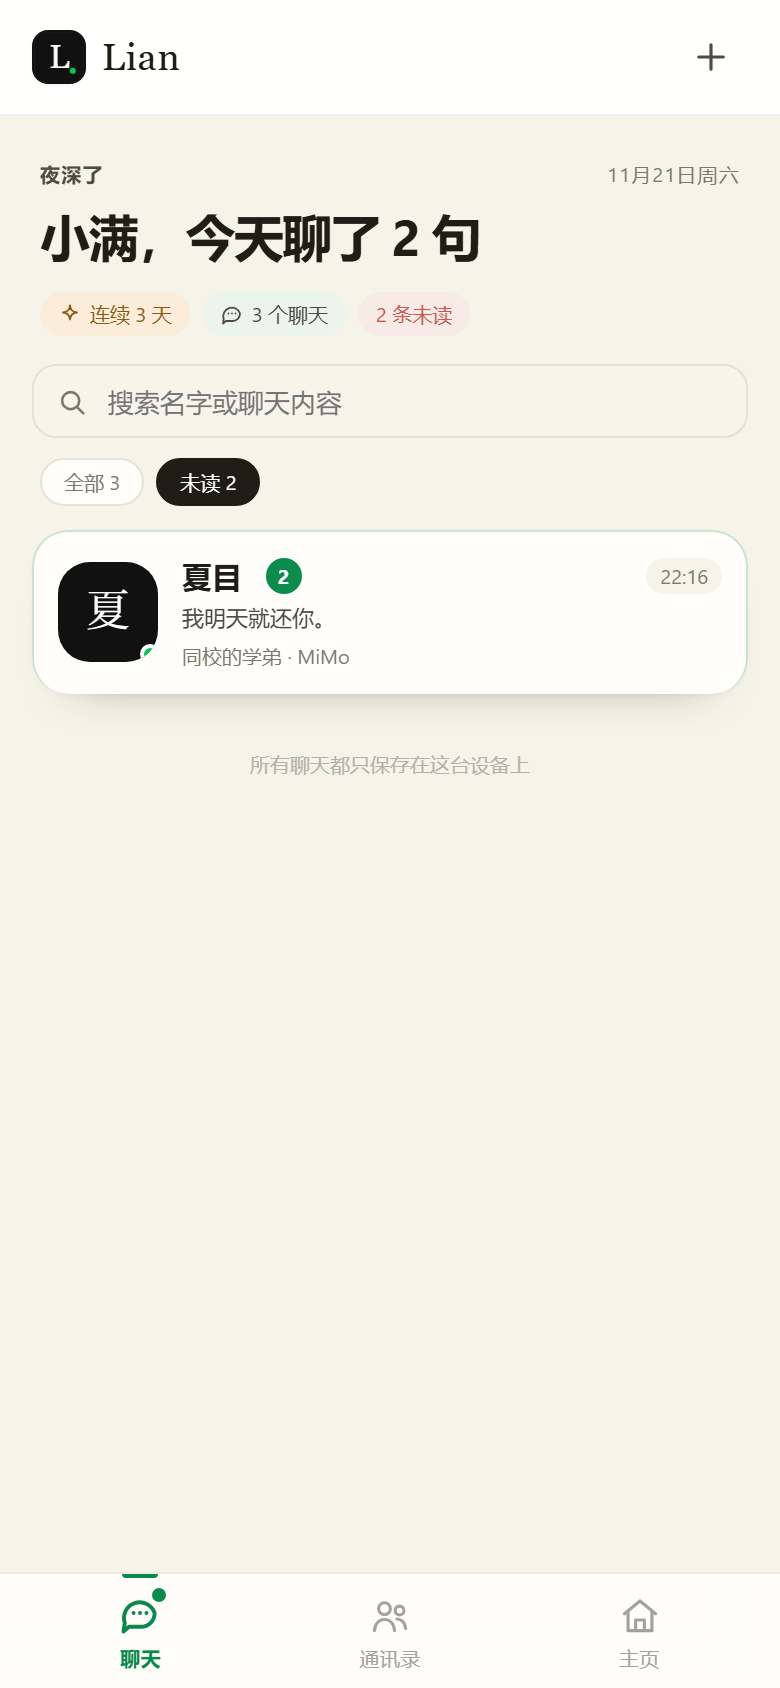 L
Lian
夜深了
11月21日周六
小满，今天聊了 2 句
连续 3 天
3 个聊天
2 条未读
搜索名字或聊天内容
全部 3
未读 2
夏
夏目
2
22:16
我明天就还你。
同校的学弟 · MiMo
所有聊天都只保存在这台设备上
聊天
通讯录
主页